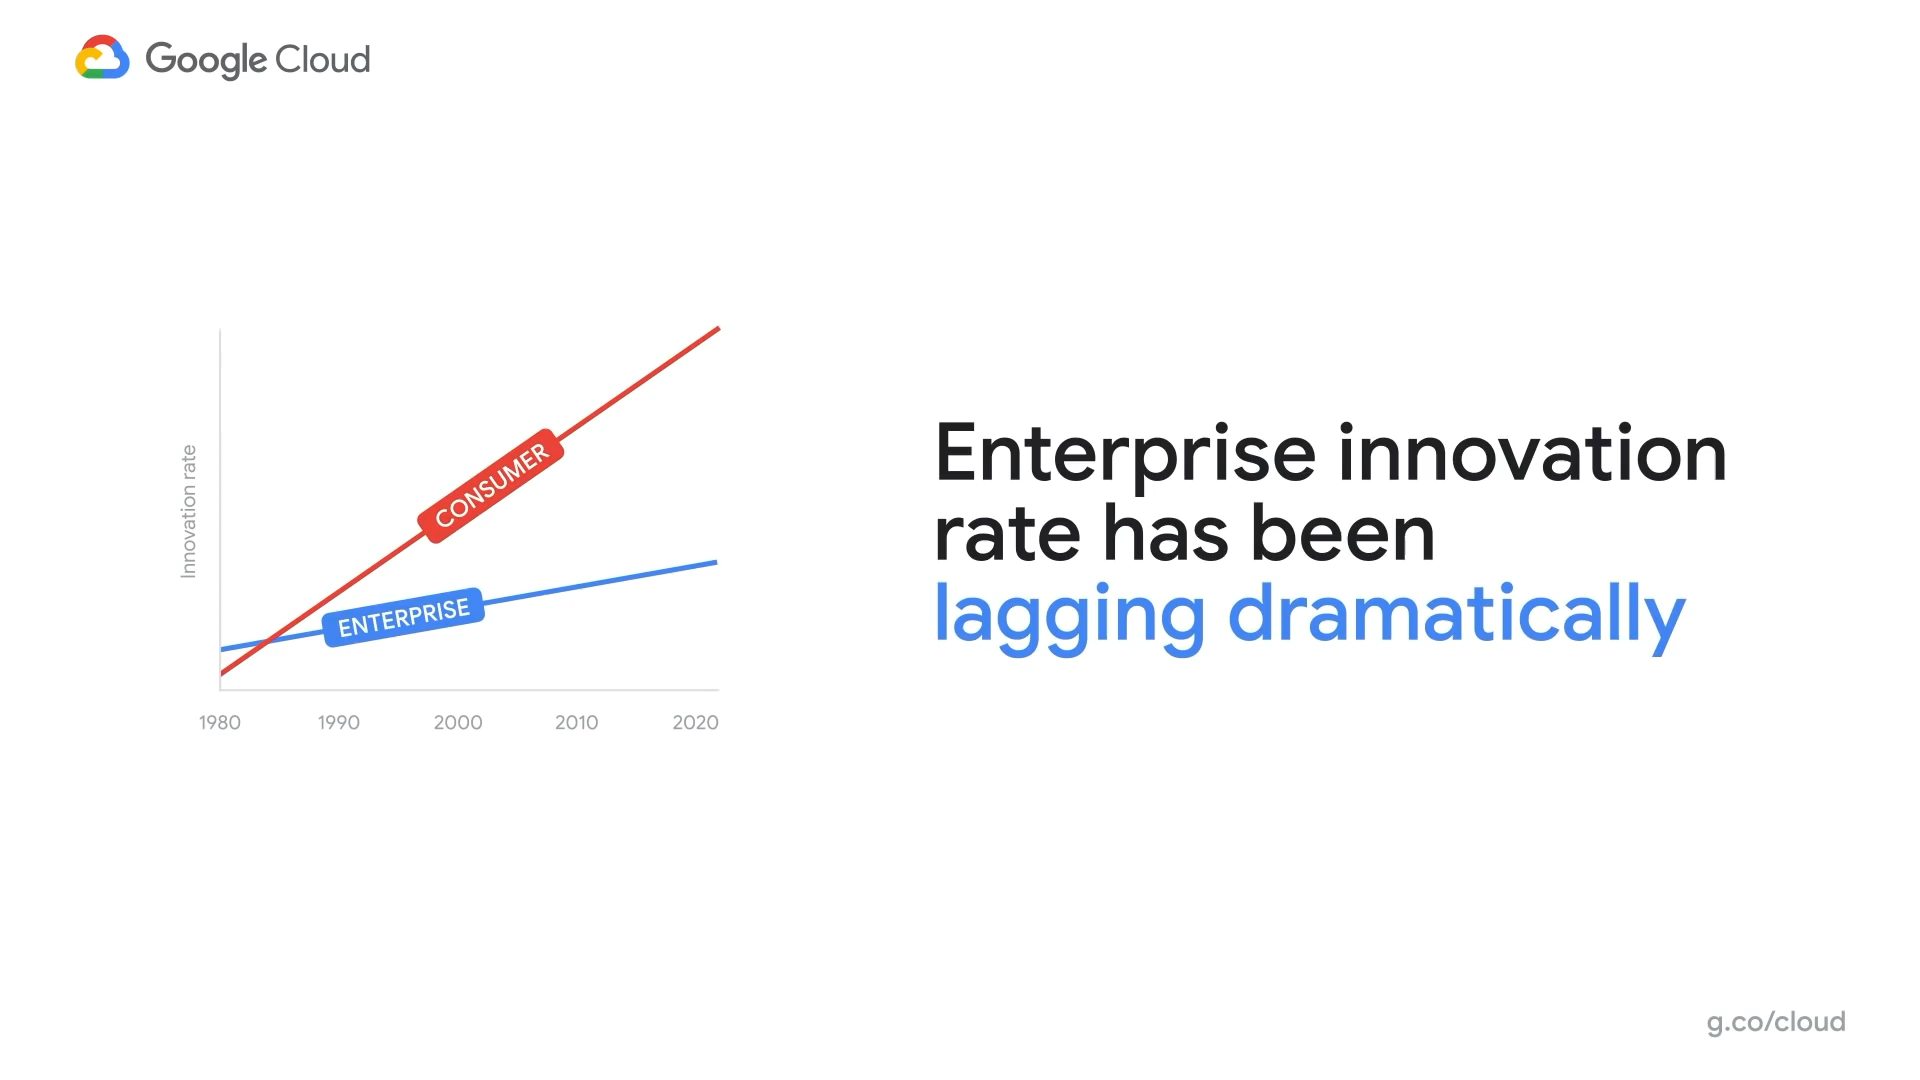 Google Cloud
Innovation rate
CONSUMER
ENTERPRISE
1980 1990 2000 2010 2020
Enterprise innovation
rate has been
lagging dramatically
g.co/cloud